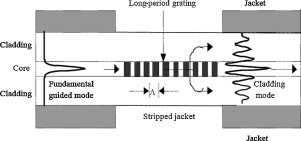 Long-period grating
Jacket
Cladding
Core
Cladding
Fundamental
guided mode
Λ
Cladding
mode
Stripped jacket
Jacket